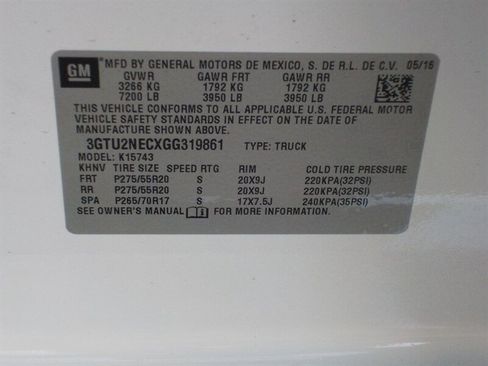 GM MFD BY GENERAL MOTORS DE MEXICO, S. DE R.L. DE C.V. 05/16
GVWR GAWR FRT GAWR RR
3266 KG 1792 KG 1792 KG
7200 LB 3950 LB 3950 LB
THIS VEHICLE CONFORMS TO ALL APPLICABLE U.S. FEDERAL MOTOR
VEHICLE SAFETY STANDARDS IN EFFECT ON THE DATE OF
MANUFACTURE SHOWN ABOVE.
3GTU2NECXGG319861 TYPE: TRUCK
MODEL: K15743
KHNV TIRE SIZE SPEED RTG RIM COLD TIRE PRESSURE
FRT P275/55R20 S 20X9J 220KPA(32PSI)
RR P275/55R20 S 20X9J 220KPA(32PSI)
SPA P265/70R17 S 17X7.5J 240KPA(35PSI)
SEE OWNER'S MANUAL FOR ADDITIONAL INFORMATION.